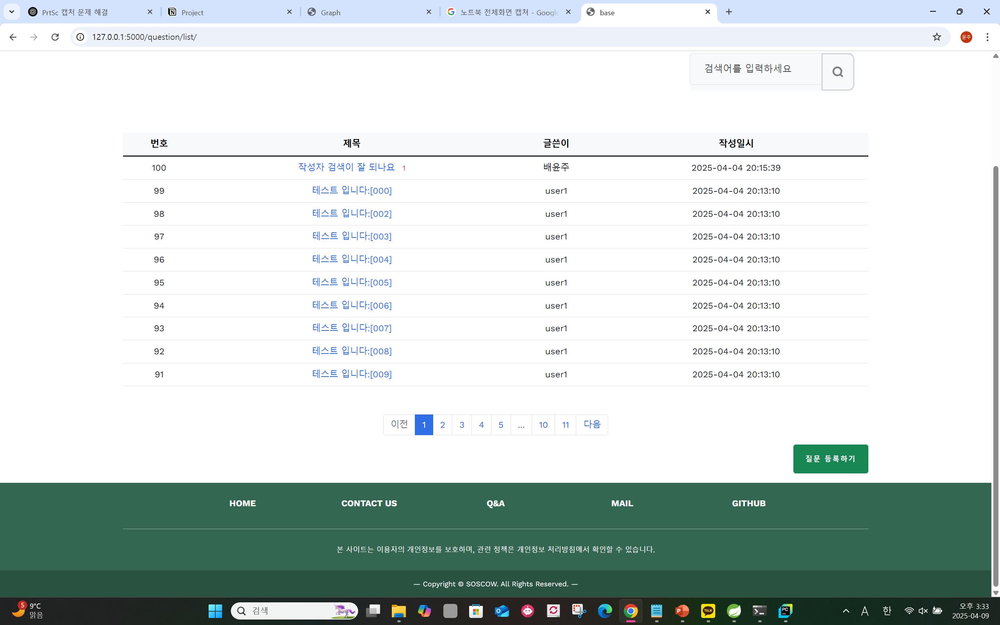 PrtSc 캡처 문제 해결
Project
Graph
노트북 전체화면 캡쳐 - Google
base
127.0.0.1:5000/question/list/
윤주
검색어를 입력하세요
번호 제목 글쓴이 작성일시
100 작성자 검색이 잘 되나요 1 배윤주 2025-04-04 20:15:39
99 테스트 입니다:[000] user1 2025-04-04 20:13:10
98 테스트 입니다:[002] user1 2025-04-04 20:13:10
97 테스트 입니다:[003] user1 2025-04-04 20:13:10
96 테스트 입니다:[004] user1 2025-04-04 20:13:10
95 테스트 입니다:[005] user1 2025-04-04 20:13:10
94 테스트 입니다:[006] user1 2025-04-04 20:13:10
93 테스트 입니다:[007] user1 2025-04-04 20:13:10
92 테스트 입니다:[008] user1 2025-04-04 20:13:10
91 테스트 입니다:[009] user1 2025-04-04 20:13:10
이전 1 2 3 4 5 ... 10 11 다음
질문 등록하기
HOME CONTACT US Q&A MAIL GITHUB
본 사이트는 이용자의 개인정보를 보호하며, 관련 정책은 개인정보 처리방침에서 확인할 수 있습니다.
— Copyright © SOSCOW. All Rights Reserved. —
5
9°C
맑음
검색
TALK
PC
A 한
오후 3:33
2025-04-09